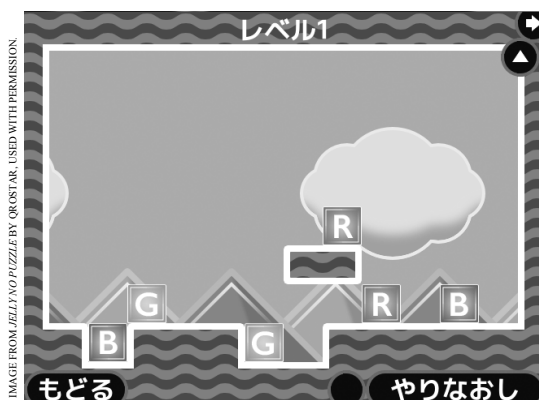 レベル1
R
G
R
B
B
G
もどる
やりなおし
IMAGE FROM JELLY NO PUZZLE BY QROSTAR, USED WITH PERMISSION.